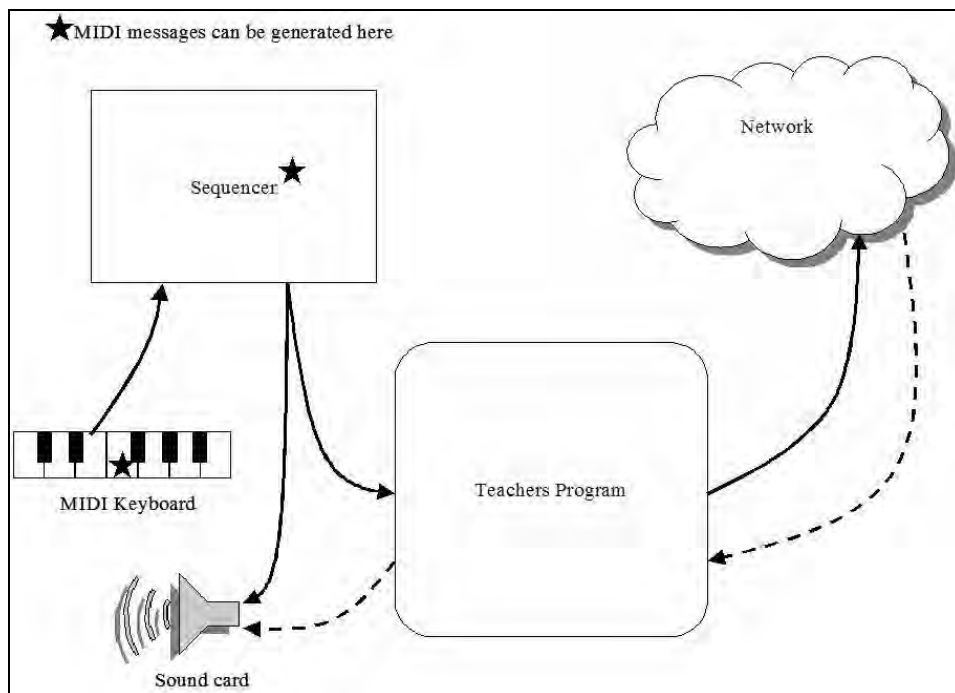 MIDI messages can be generated here
Network
Sequencer
Teachers Program
MIDI Keyboard
Sound card